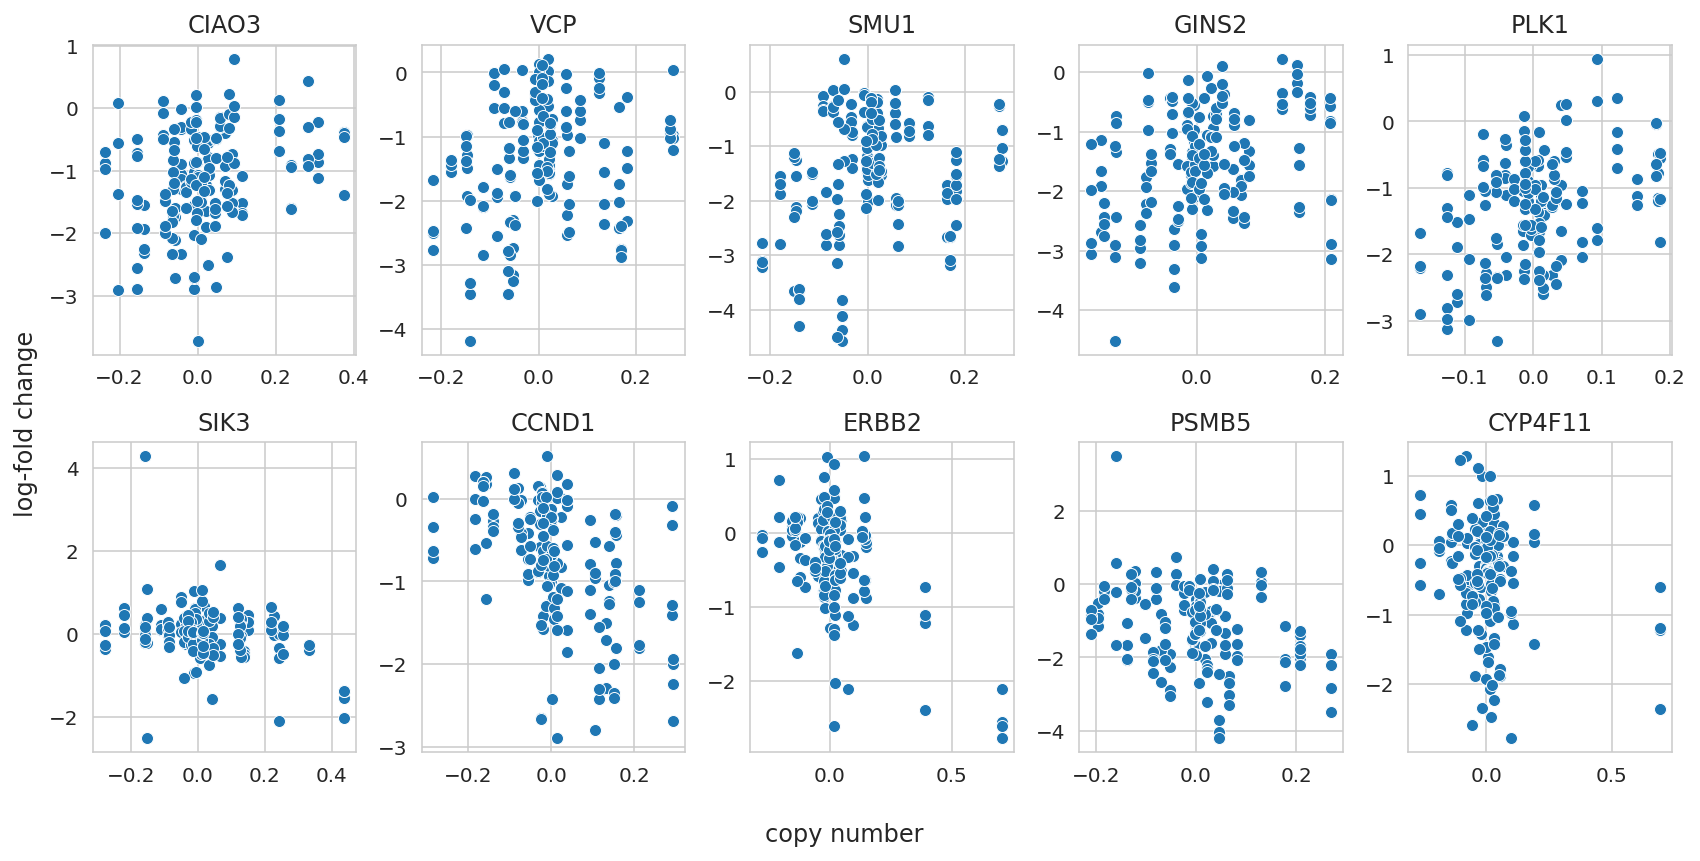 CIAO3 VCP SMU1 GINS2 PLK1
1 0 −1 −2 −3
−0.2 0.0 0.2 0.4
0 −1 −2 −3 −4
−0.2 0.0 0.2
0 −1 −2 −3 −4
−0.2 0.0 0.2
0 −1 −2 −3 −4
0.0 0.2
1 0 −1 −2 −3
−0.1 0.0 0.1 0.2
log-fold change
SIK3 CCND1 ERBB2 PSMB5 CYP4F11
4 2 0 −2
−0.2 0.0 0.2 0.4
0 −1 −2 −3
−0.2 0.0 0.2
1 0 −1 −2
0.0 0.5
2 0 −2 −4
−0.2 0.0 0.2
1 0 −1 −2
0.0 0.5
copy number